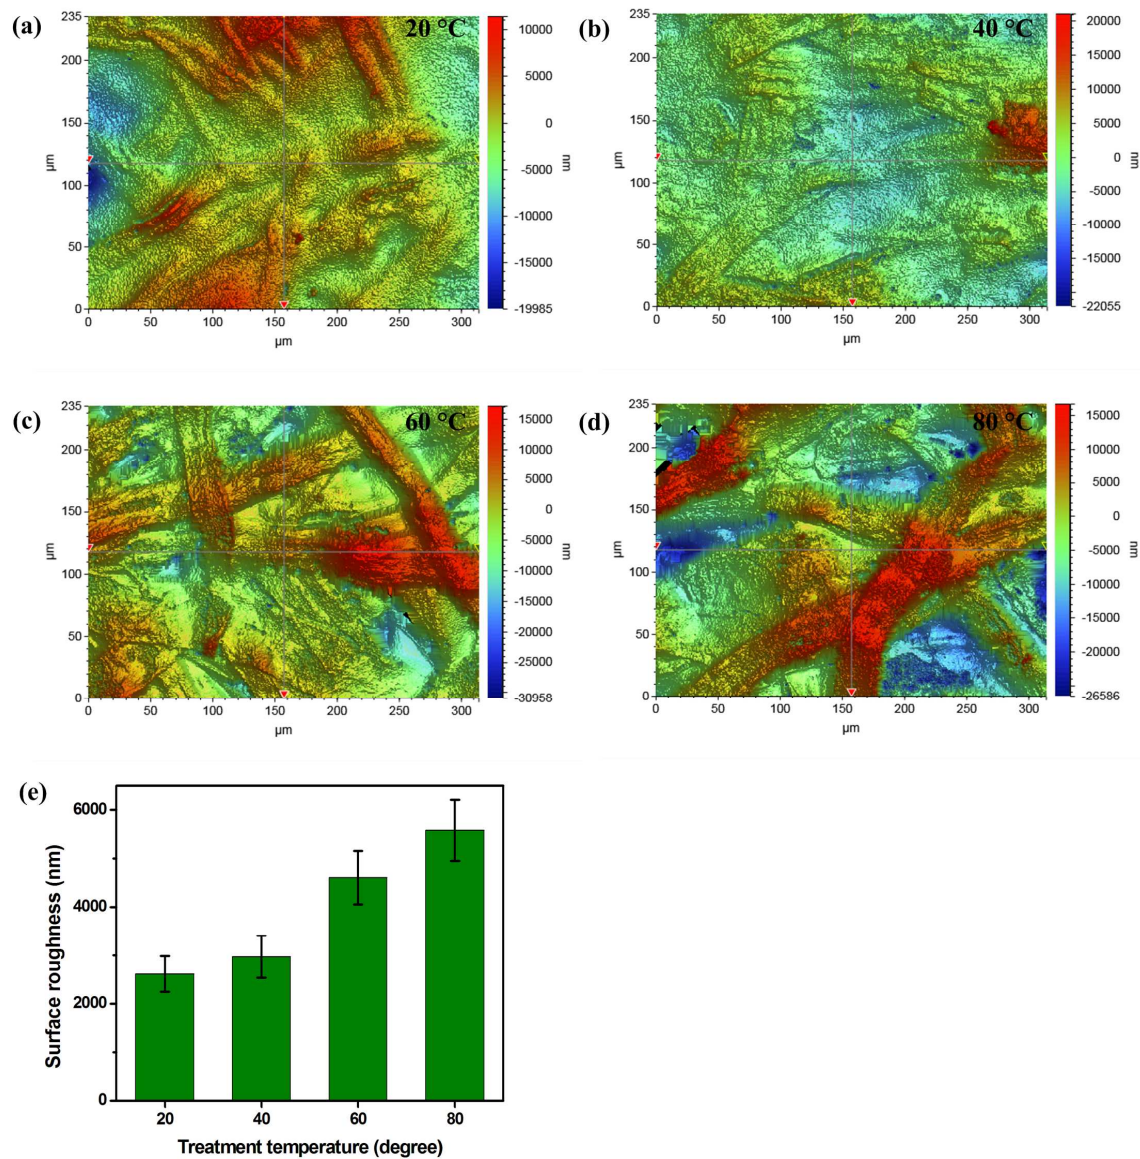 (a)
20 °C
235
200
150
100
50
0
µm
0 50 100 150 200 250 300
µm
10000
5000
0
-5000
-10000
-15000
-19985
nm
(b)
40 °C
235
200
150
100
50
0
µm
0 50 100 150 200 250 300
µm
20000
15000
10000
5000
0
-5000
-10000
-15000
-22055
nm
(c)
60 °C
235
200
150
100
50
0
µm
0 50 100 150 200 250 300
µm
15000
10000
5000
0
-5000
-10000
-15000
-20000
-25000
-30958
nm
(d)
80 °C
235
200
150
100
50
0
µm
0 50 100 150 200 250 300
µm
15000
10000
5000
0
-5000
-10000
-15000
-20000
-26586
nm
(e)
6000
4000
2000
0
Surface roughness (nm)
20 40 60 80
Treatment temperature (degree)